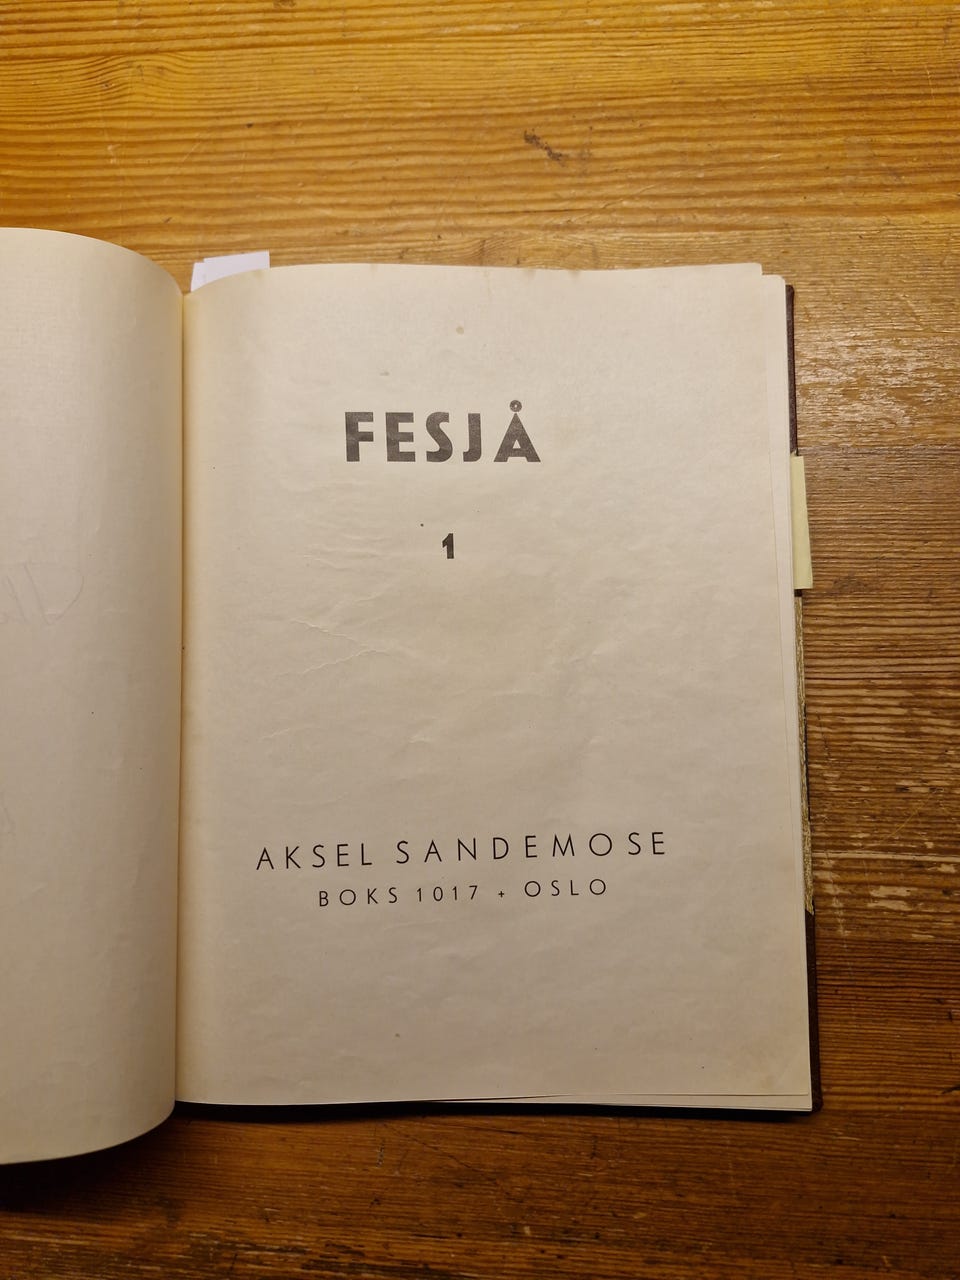 FESJÅ
1
AKSEL SANDEMOSE
BOKS 1017 + OSLO